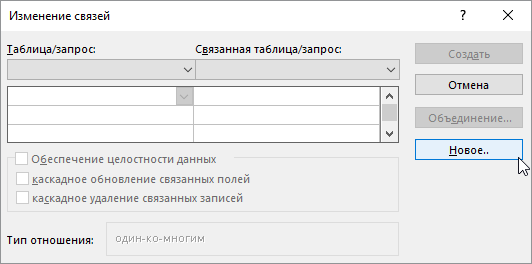 Изменение связей
?
Таблица/запрос:
Связанная таблица/запрос:
Создать
Отмена
Объединение...
Новое..
Обеспечение целостности данных
каскадное обновление связанных полей
каскадное удаление связанных записей
Тип отношения:
один-ко-многим